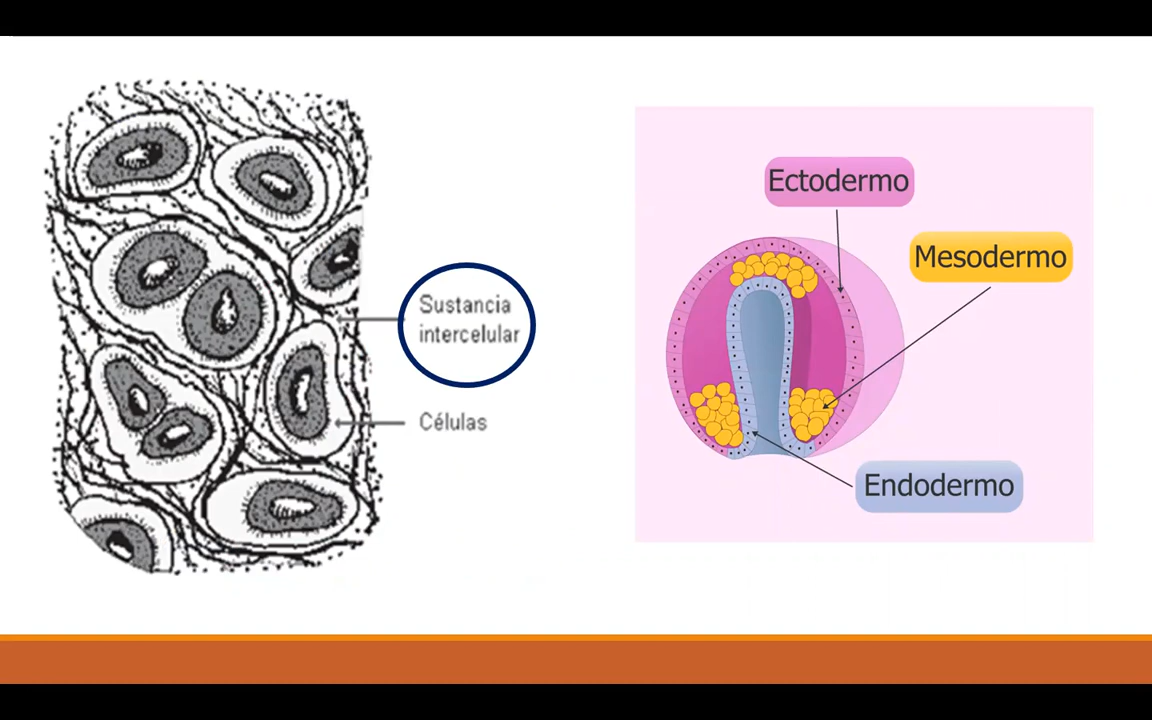 Sustancia
intercelular
Células
Ectodermo
Mesodermo
Endodermo